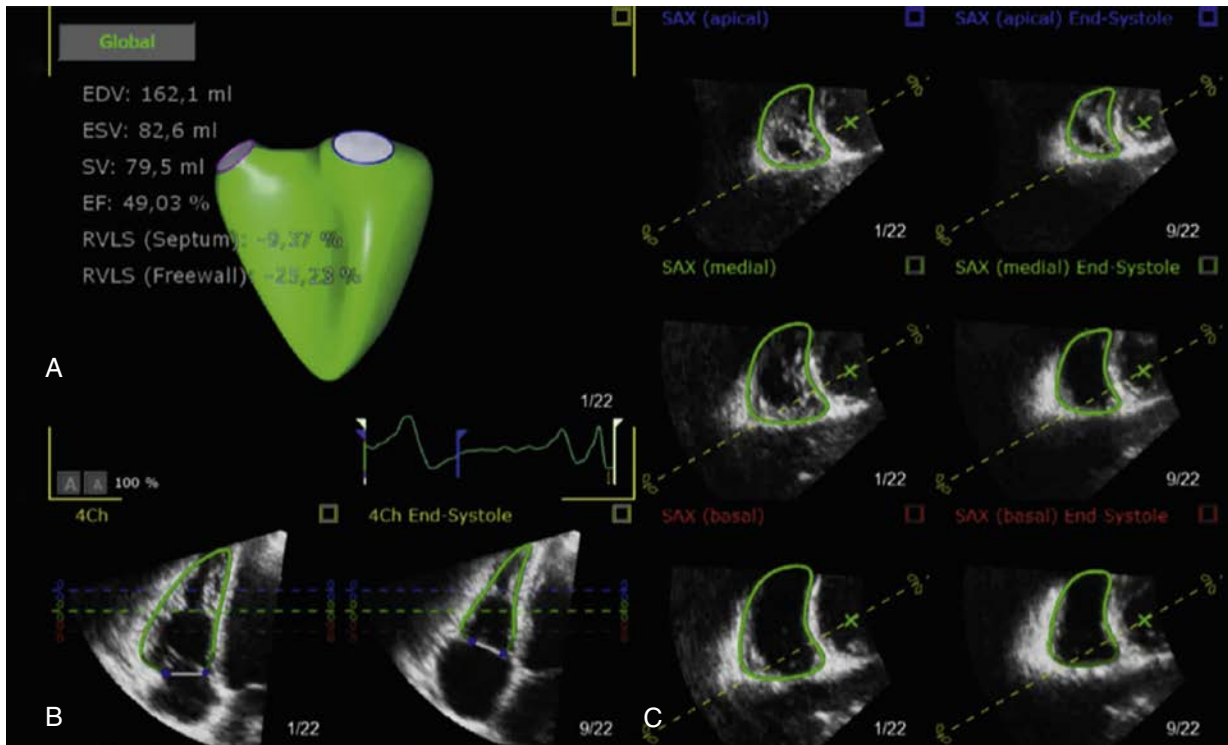 Global
EDV: 162,1 ml
ESV: 82,6 ml
SV: 79,5 ml
EF: 49,03 %
RVLS (Septum): -9,37 %
RVLS (Freewall): -25,23 %
A
1/22
A A 100 %
4Ch
4Ch End-Systole
B
1/22
9/22
SAX (apical)
SAX (apical) End-Systole
1/22
9/22
SAX (medial)
SAX (medial) End-Systole
1/22
9/22
SAX (basal)
SAX (basal) End-Systole
C
1/22
9/22